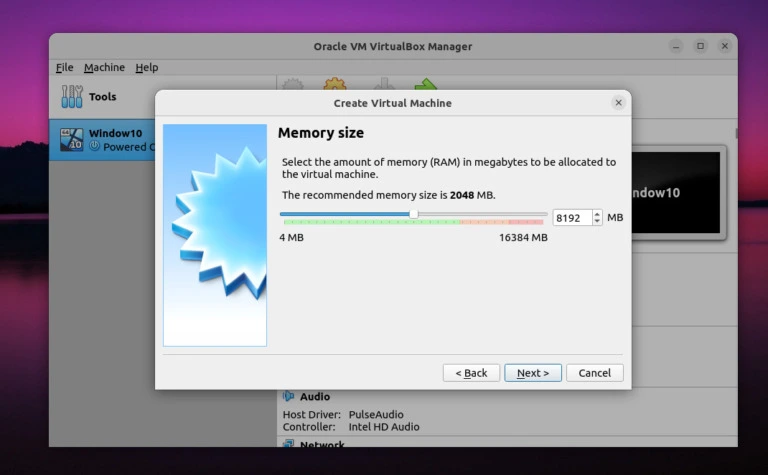 Oracle VM VirtualBox Manager
File Machine Help
Tools
Create Virtual Machine
Window10
64
10
Powered
Memory size
Select the amount of memory (RAM) in megabytes to be allocated to
the virtual machine.
The recommended memory size is 2048 MB.
8192 MB
4 MB 16384 MB
ndow10
< Back Next > Cancel
Audio
Host Driver: PulseAudio
Controller: Intel HD Audio
Network